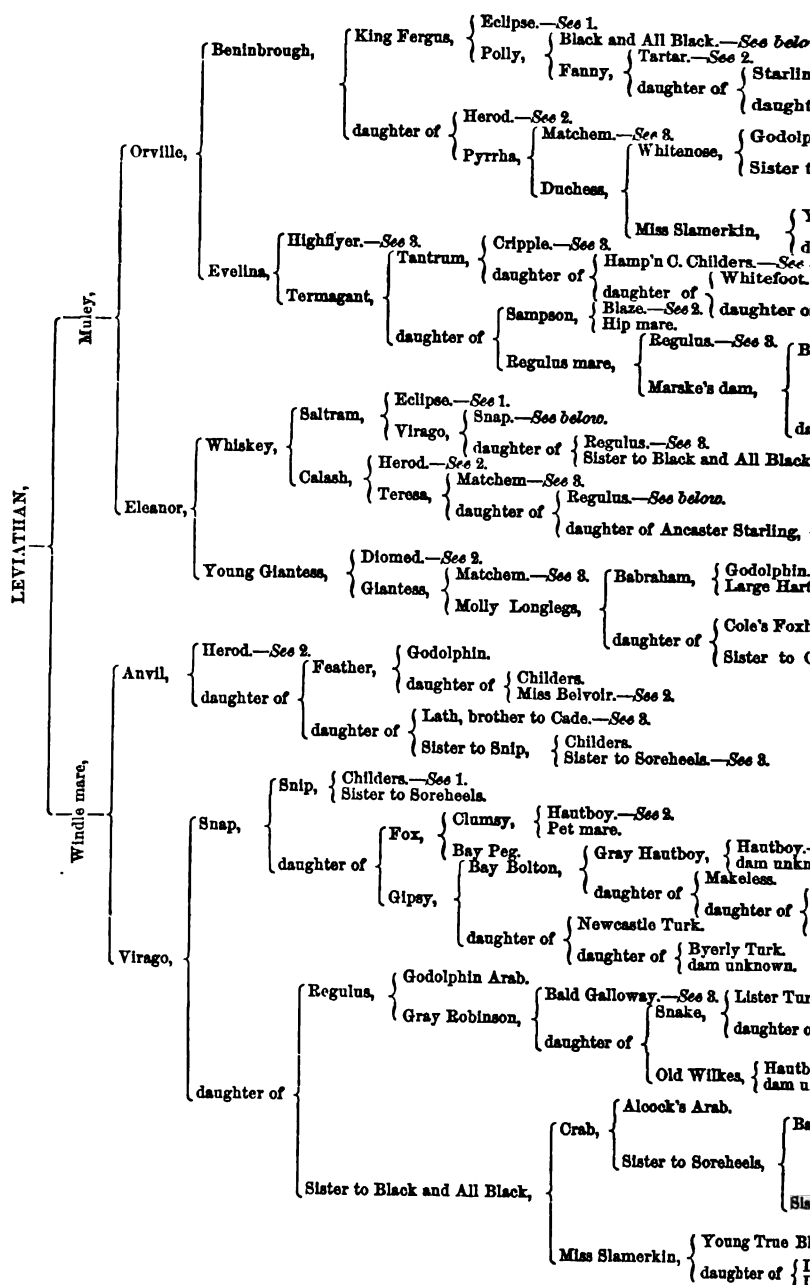 Eclipse.—See 1.
King Fergus,
Polly,
Black and All Black.—See
Beninbrough,
Fanny,
Tartar.—See 2.
daughter of
Herod.—See 2.
daughter of
Pyrrha,
Matchem.—See 3.
Whitenose,
Sister
Orville,
Duchess,
Miss Slamerkin,
Highflyer.—See 3.
Evelina,
Termagant,
Tantrum,
Cripple.—See 3.
daughter of
Hamp'n C. Childers.—See
daughter of
Whitefoot.
daughter
daughter of
Sampson,
Blaze.—See 2.
Hip mare.
Regulus mare,
Regulus.—See 3.
Marske's dam,
Muley,
Eclipse.—See 1.
Saltram,
Virago,
Snap.—See below.
daughter of
Regulus.—See 3.
Sister to Black and All Black
Whiskey,
Calash,
Herod.—See 2.
Teresa,
Matchem—See 3.
daughter of
Regulus.—See below.
daughter of Ancaster Starling,
Eleanor,
Young Giantess,
Diomed.—See 2.
Giantess,
Matchem.—See 3.
Molly Longlegs,
Babraham,
Godolphin.
Large
daughter of
Cole's
Sister to
LEVIATHAN,
Anvil,
Herod.—See 2.
daughter of
Feather,
Godolphin.
daughter of
Childers.
Miss Belvoir.—See 2.
daughter of
Lath, brother to Cade.—See 3.
Sister to Snip,
Childers.
Sister to Soreheels.—See 3.
Windle mare,
Snap,
Snip,
Childers.—See 1.
Sister to Soreheels.
daughter of
Fox,
Clumsy,
Hautboy.—See 2.
Pet mare.
Bay Peg.
Gipsy,
Bay Bolton,
Gray Hautboy,
Hautboy.
dam
daughter of
Makeless.
daughter of
daughter of
Newcastle Turk.
daughter of
Byerly Turk.
dam unknown.
Virago,
daughter of
Regulus,
Godolphin Arab.
Gray Robinson,
Bald Galloway.—See 3.
daughter of
Snake,
Lister
daughter
Old Wilkes,
dam
Sister to Black and All Black,
Crab,
Alcock's Arab.
Sister to Soreheels,
Miss Slamerkin,
Young True
daughter of